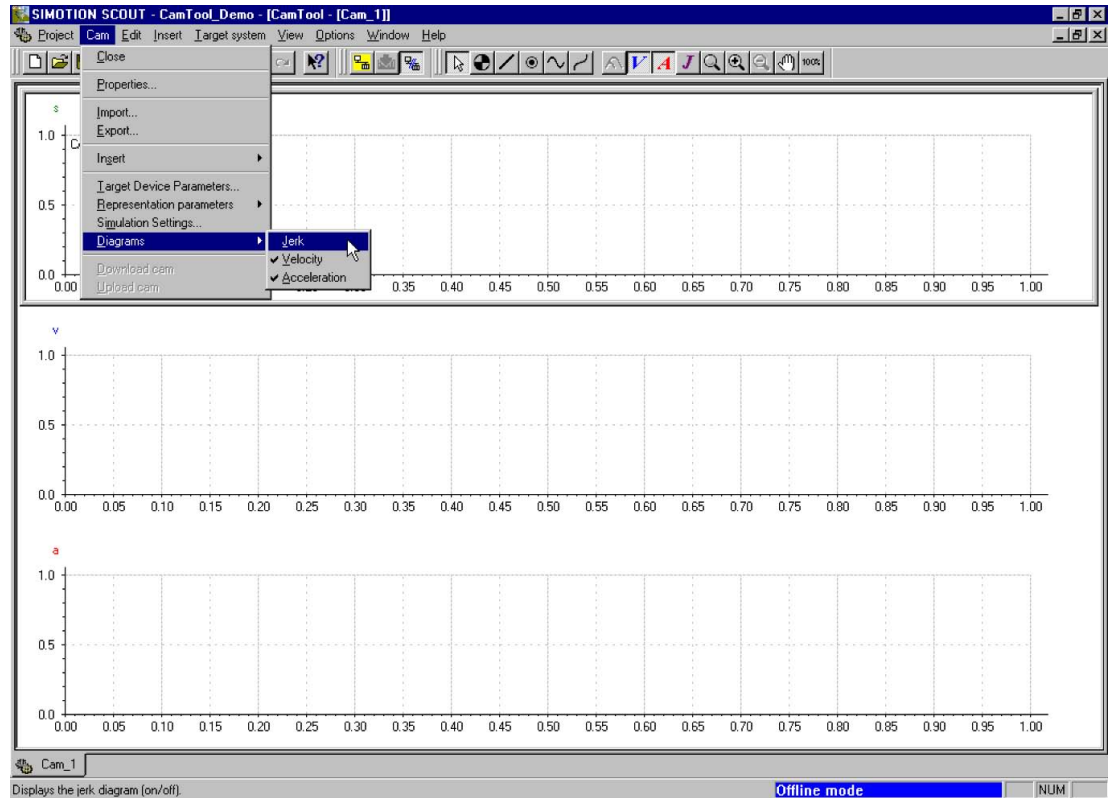 SIMOTION SCOUT - CamTool_Demo - [CamTool - [Cam_1]]
Project Cam Edit Insert Target system View Options Window Help
V A J 100%
Close
Properties...
Import...
Export...
Insert
Target Device Parameters...
Representation parameters
Simulation Settings...
Diagrams
Download cam
Upload cam
Jerk
Velocity
Acceleration
s
1.0
0.5
0.0
0.00 0.35 0.40 0.45 0.50 0.55 0.60 0.65 0.70 0.75 0.80 0.85 0.90 0.95 1.00
v
1.0
0.5
0.0
0.00 0.05 0.10 0.15 0.20 0.25 0.30 0.35 0.40 0.45 0.50 0.55 0.60 0.65 0.70 0.75 0.80 0.85 0.90 0.95 1.00
a
1.0
0.5
0.0
0.00 0.05 0.10 0.15 0.20 0.25 0.30 0.35 0.40 0.45 0.50 0.55 0.60 0.65 0.70 0.75 0.80 0.85 0.90 0.95 1.00
Cam_1
Displays the jerk diagram (on/off). Offline mode NUM